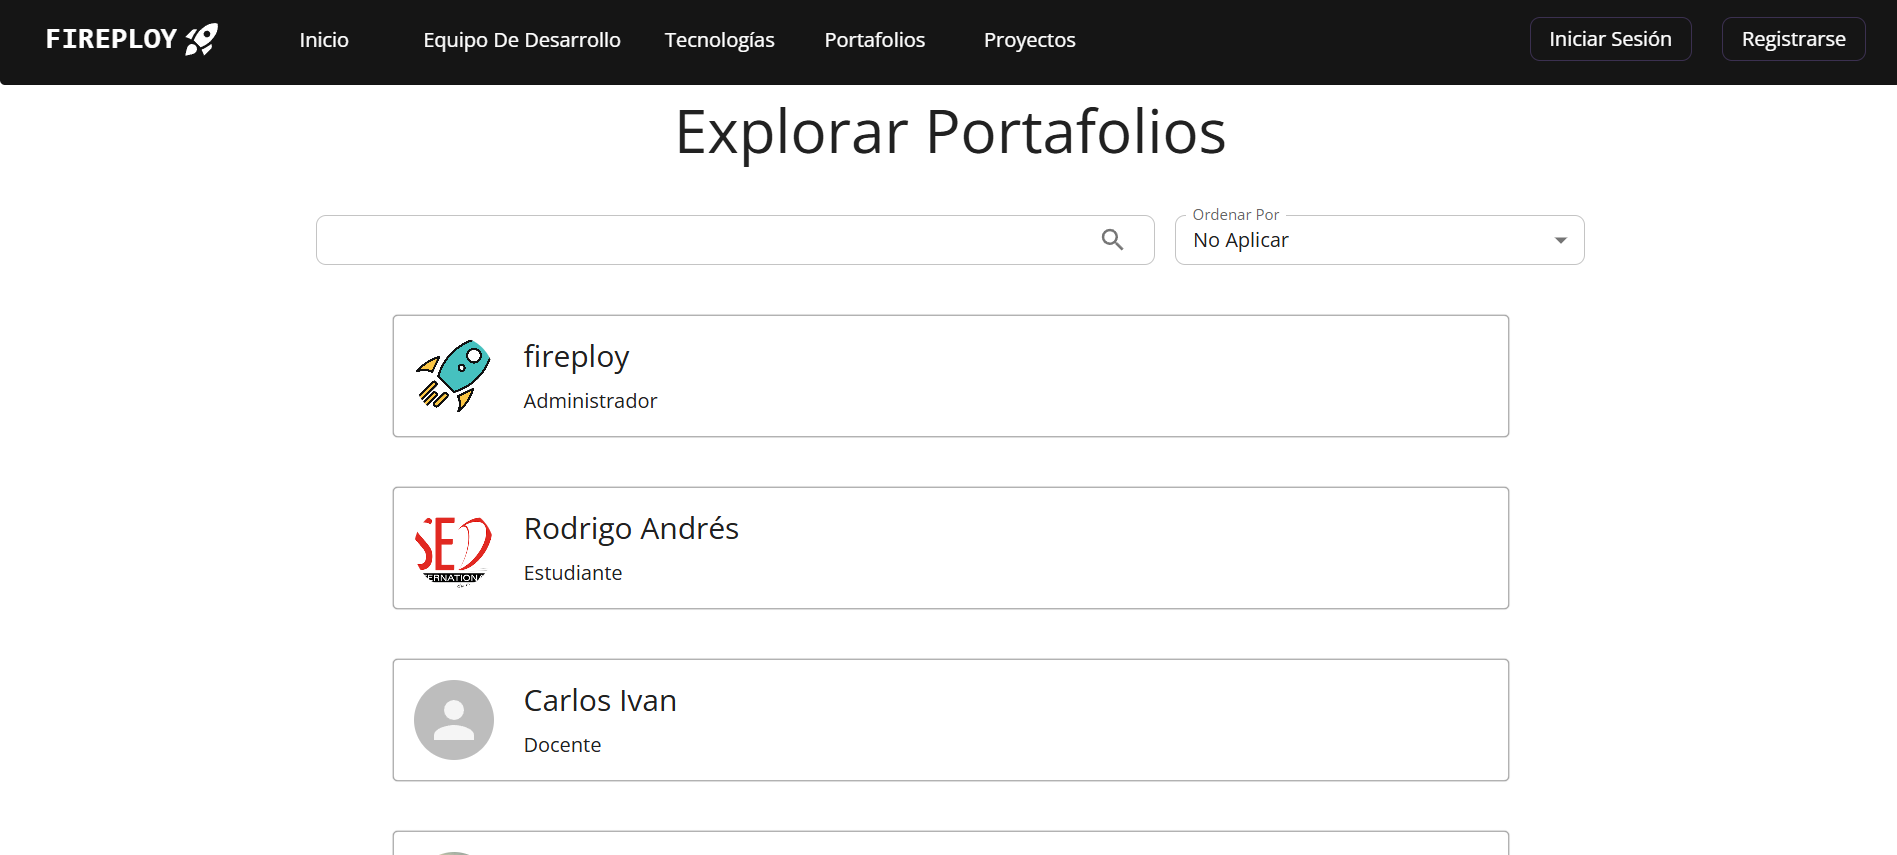 FIREPLOY
Inicio
Equipo De Desarrollo
Tecnologías
Portafolios
Proyectos
Iniciar Sesión
Registrarse
Explorar Portafolios
Ordenar Por
No Aplicar
fireploy
Administrador
SED
Rodrigo Andrés
Estudiante
Carlos Ivan
Docente